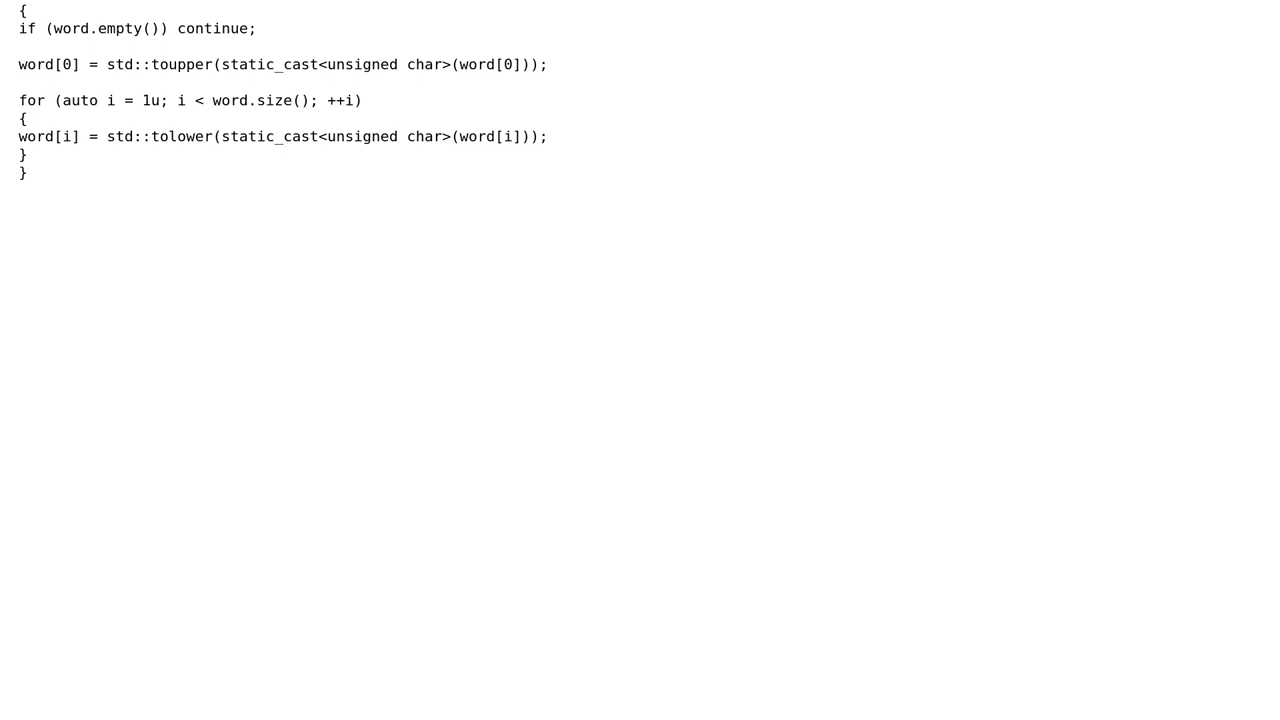 {
if (word.empty()) continue;
word[0] = std::toupper(static_cast<unsigned char>(word[0]));
for (auto i = 1u; i < word.size(); ++i)
{
word[i] = std::tolower(static_cast<unsigned char>(word[i]));
}
}